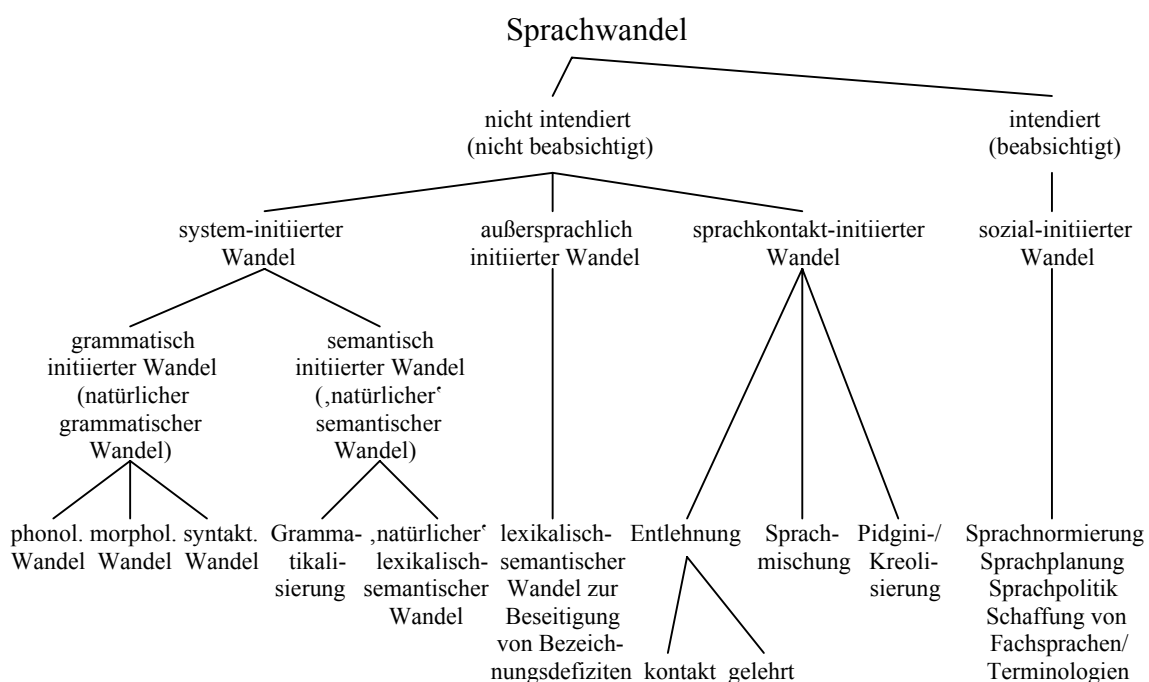 Sprachwandel
nicht intendiert
(nicht beabsichtigt)
intendiert
(beabsichtigt)
system-initiierter
Wandel
außersprachlich
initiierter Wandel
sprachkontakt-initiierter
Wandel
sozial-initiierter
Wandel
grammatisch
initiierter Wandel
(natürlicher
grammatischer
Wandel)
semantisch
initiierter Wandel
(‚natürlicher‛
semantischer
Wandel)
phonol.
Wandel
morphol.
Wandel
syntakt.
Wandel
Gramma-
tikali-
sierung
‚natürlicher‛
lexikalisch-
semantischer
Wandel
lexikalisch-
semantischer
Wandel zur
Beseitigung
von Bezeich-
nungsdefiziten
Entlehnung
kontakt
gelehrt
Sprach-
mischung
Pidgini-/
Kreoli-
sierung
Sprachnormierung
Sprachplanung
Sprachpolitik
Schaffung von
Fachsprachen/
Terminologien